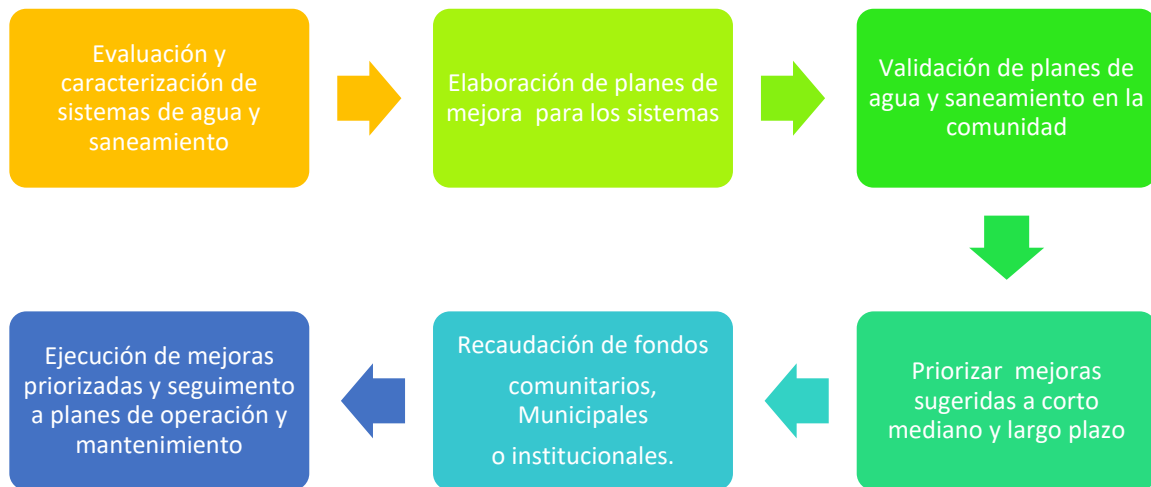 Evaluación y
caracterización de
sistemas de agua y
saneamiento
Elaboración de planes de
mejora para los sistemas
Validación de planes de
agua y saneamiento en la
comunidad
Priorizar mejoras
sugeridas a corto
mediano y largo plazo
Recaudación de fondos
comunitarios,
Municipales
o institucionales.
Ejecución de mejoras
priorizadas y seguimento
a planes de operación y
mantenimiento